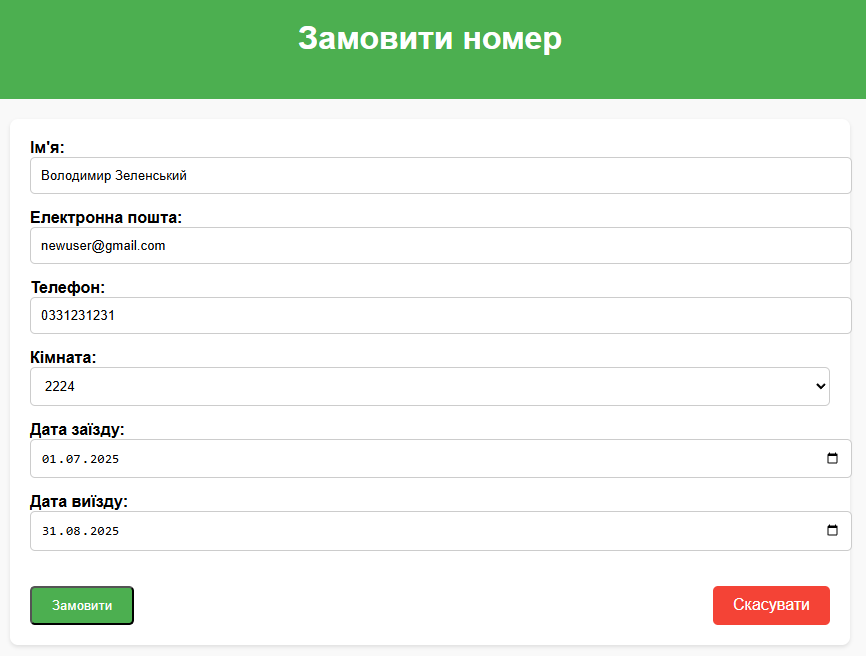 Замовити номер
Ім'я:
Володимир Зеленський
Електронна пошта:
newuser@gmail.com
Телефон:
0331231231
Кімната:
2224
Дата заїзду:
01.07.2025
Дата виїзду:
31.08.2025
Замовити Скасувати